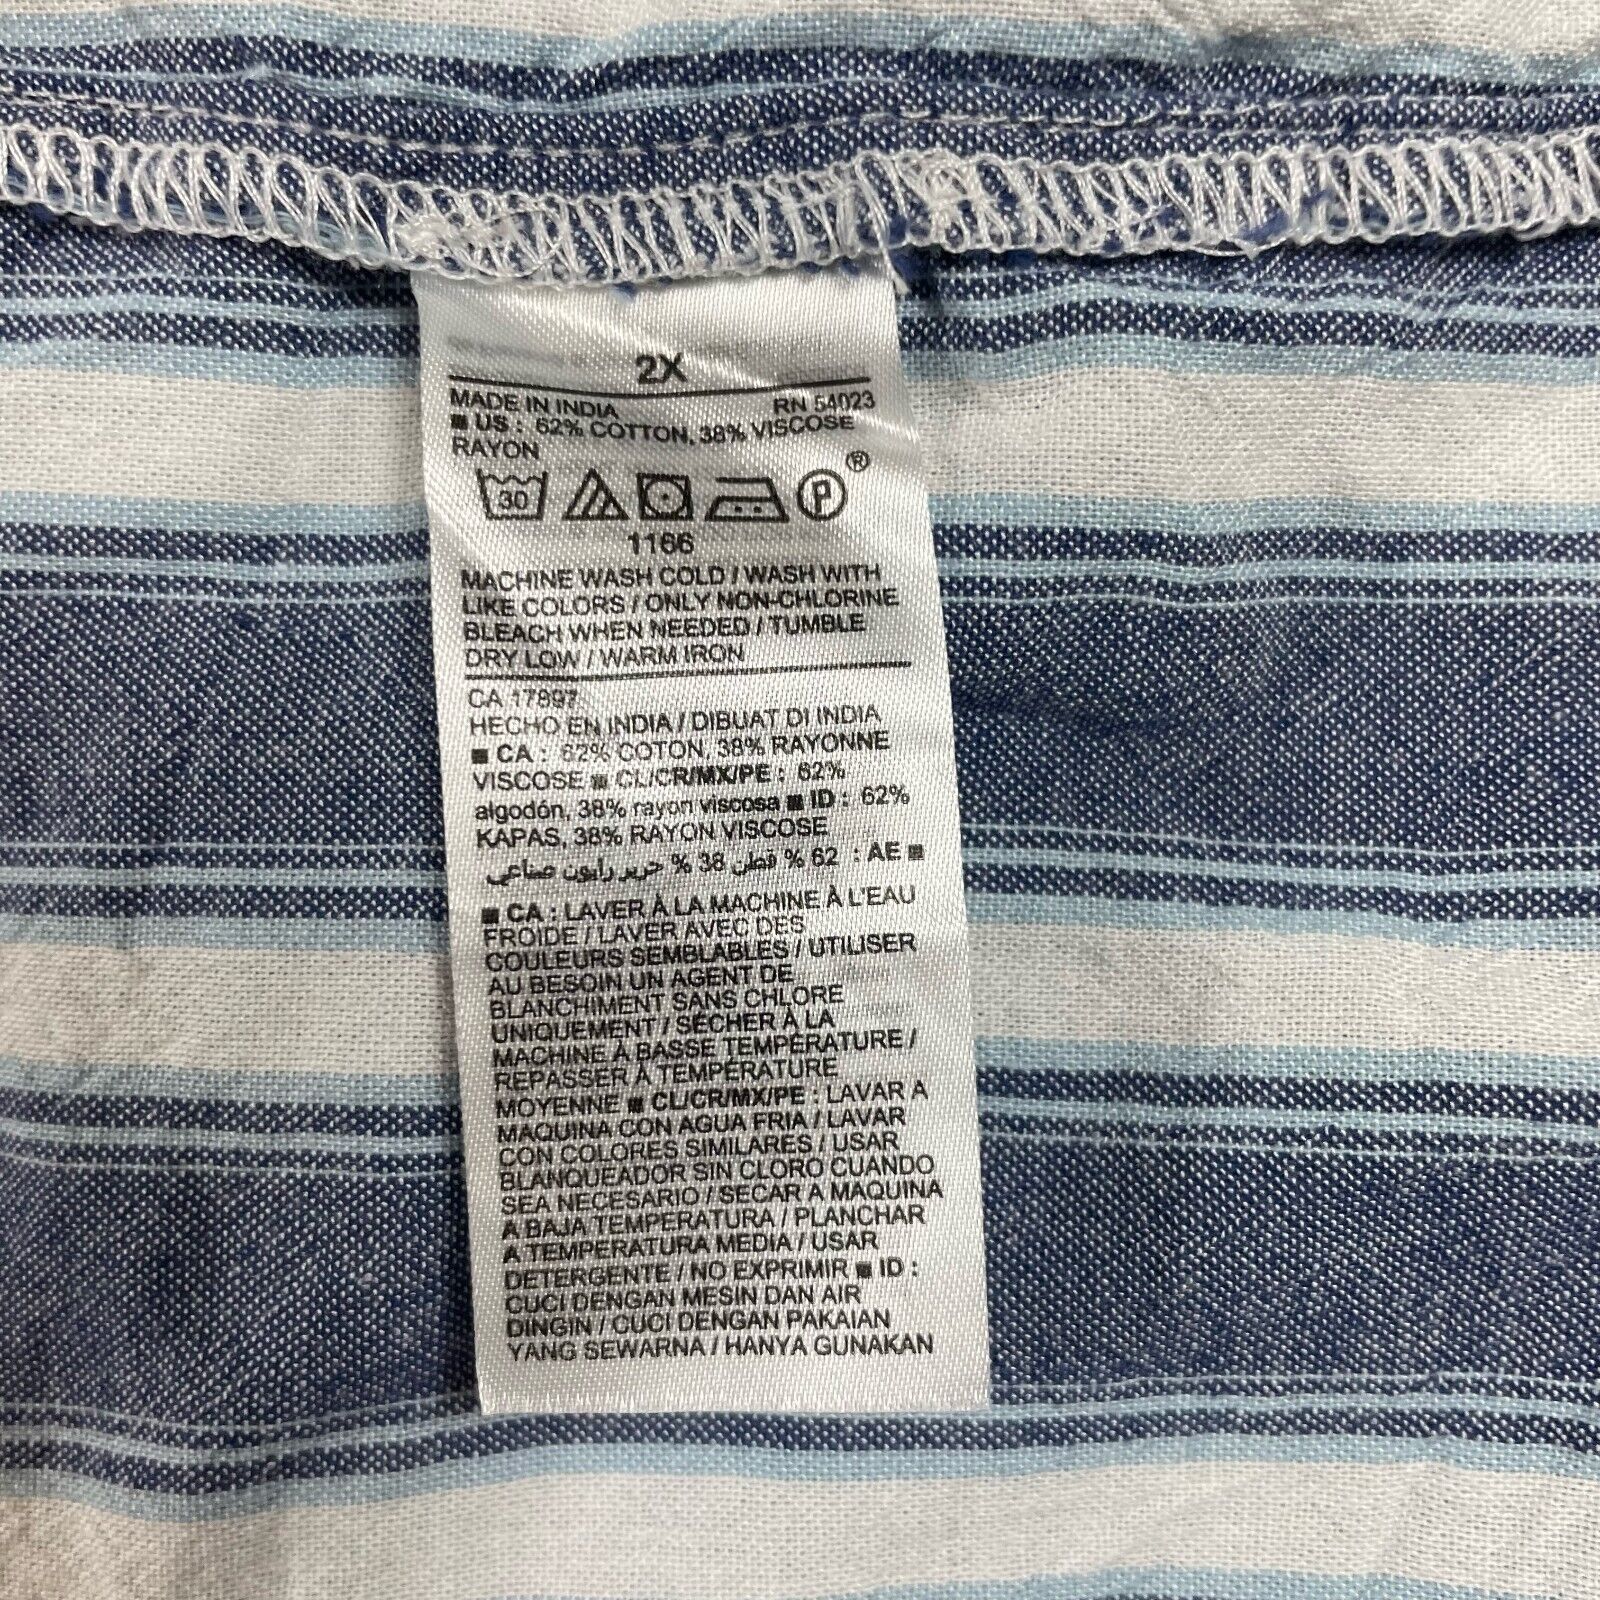 2X
MADE IN INDIA RN 54023
■ US : 62% COTTON, 38% VISCOSE
RAYON
30 P ®
1166
MACHINE WASH COLD / WASH WITH
LIKE COLORS / ONLY NON-CHLORINE
BLEACH WHEN NEEDED / TUMBLE
DRY LOW / WARM IRON
CA 17897
HECHO EN INDIA / DIBUAT DI INDIA
■ CA : 62% COTON, 38% RAYONNE
VISCOSE ■ CL/CR/MX/PE : 62%
algodón, 38% rayon viscosa ■ ID : 62%
KAPAS, 38% RAYON VISCOSE
■ AE : 62 % قطن 38 % حرير رايون صناعي
■ CA : LAVER À LA MACHINE À L'EAU
FROIDE / LAVER AVEC DES
COULEURS SEMBLABLES / UTILISER
AU BESOIN UN AGENT DE
BLANCHIMENT SANS CHLORE
UNIQUEMENT / SÉCHER À LA
MACHINE À BASSE TEMPÉRATURE /
REPASSER À TEMPÉRATURE
MOYENNE ■ CL/CR/MX/PE : LAVAR A
MAQUINA CON AGUA FRIA / LAVAR
CON COLORES SIMILARES / USAR
BLANQUEADOR SIN CLORO CUANDO
SEA NECESARIO / SECAR A MAQUINA
A BAJA TEMPERATURA / PLANCHAR
A TEMPERATURA MEDIA / USAR
DETERGENTE / NO EXPRIMIR ■ ID :
CUCI DENGAN MESIN DAN AIR
DINGIN / CUCI DENGAN PAKAIAN
YANG SEWARNA / HANYA GUNAKAN